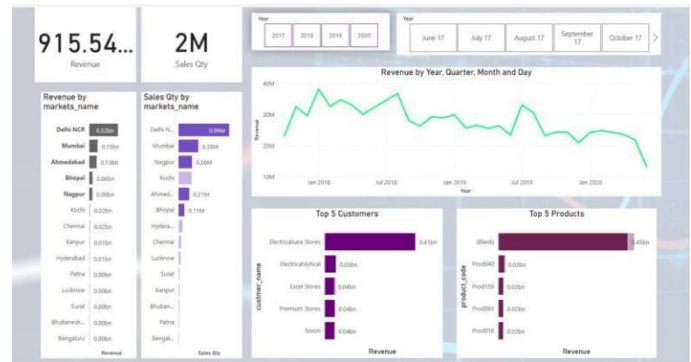 915.54...
Revenue
2M
Sales Qty
Year
2017
2018
2019
2020
Year
June 17
July 17
August 17
September
17
October 17
Revenue by
markets_name
Delhi NCR 0.52bn
Mumbai 0.15bn
Ahmedabad 0.13bn
Bhopal 0.06bn
Nagpur 0.06bn
Kochi 0.02bn
Chennai 0.02bn
Kanpur 0.01bn
Hyderabad 0.01bn
Patna 0.00bn
Lucknow 0.00bn
Surat 0.00bn
Bhubanesh... 0.00bn
Bengaluru 0.00bn
Revenue
Sales Qty by
markets_name
Delhi N... 0.99M
Mumbai 0.28M
Nagpur 0.26M
Kochi
Ahmed... 0.21M
Bhopal 0.11M
Hydera...
Chennai
Lucknow
Surat
Kanpur
Bhuban...
Patna
Bengal...
Sales Qty
Revenue by Year, Quarter, Month and Day
40M
30M
20M
10M
Revenue
Jan 2018
Jul 2018
Jan 2019
Jul 2019
Jan 2020
Year
Top 5 Customers
custmer_name
Electricalsara Stores 0.41bn
Electricalslytical 0.05bn
Excel Stores 0.04bn
Premium Stores 0.04bn
Nixon 0.04bn
Revenue
Top 5 Products
product_code
(Blank) 0.45bn
Prod040 0.02bn
Prod159 0.02bn
Prod065 0.02bn
Prod018 0.02bn
Revenue